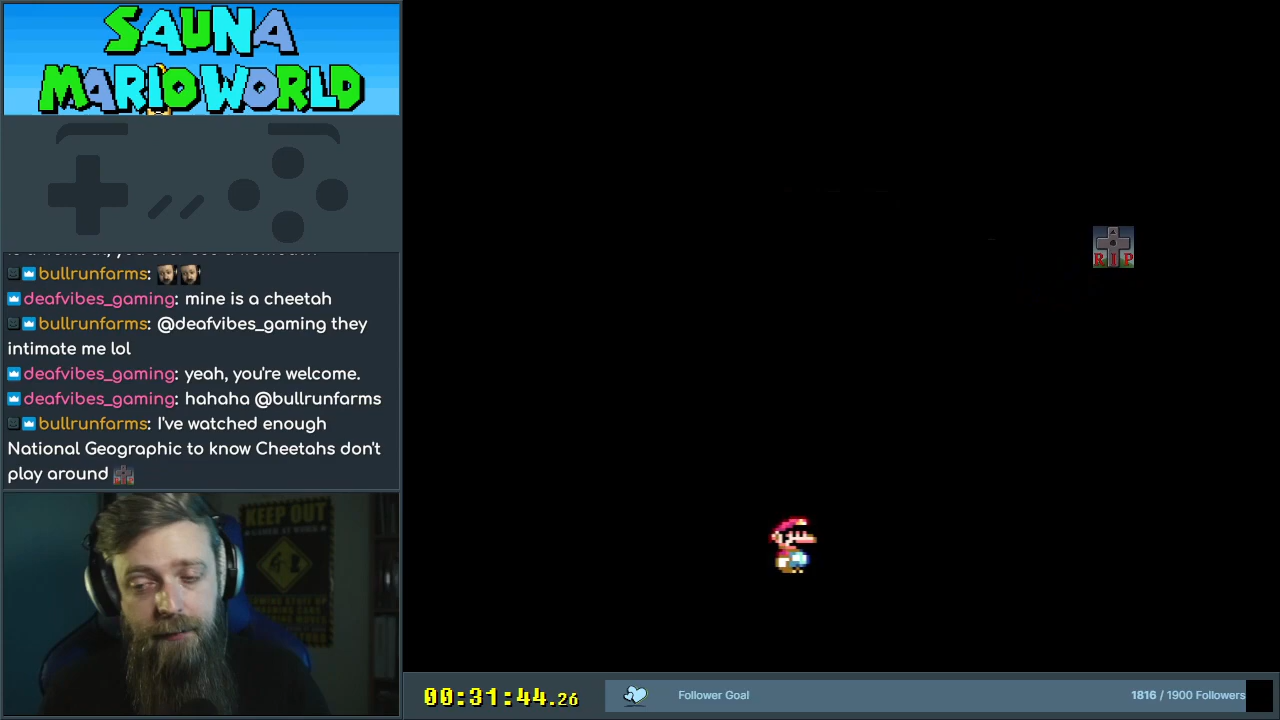 SAUNA
MARIO WORLD
bullrunfarms:
deafvibes_gaming: mine is a cheetah
bullrunfarms: @deafvibes_gaming they
intimate me lol
deafvibes_gaming: yeah, you're welcome.
deafvibes_gaming: hahaha @bullrunfarms
bullrunfarms: I've watched enough
National Geographic to know Cheetahs don't
play around
RIP
KEEP OUT
00:31:44.26
Follower Goal
1816 / 1900 Followers